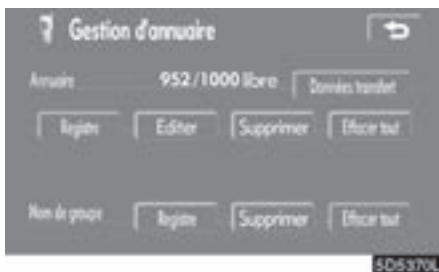 Gestion d'annuaire
Annuaire 952/1000 libre Données transfert
Registre Editer Supprimer Effacer tout
Nom de groupe Registre Supprimer Effacer tout
5D5370L